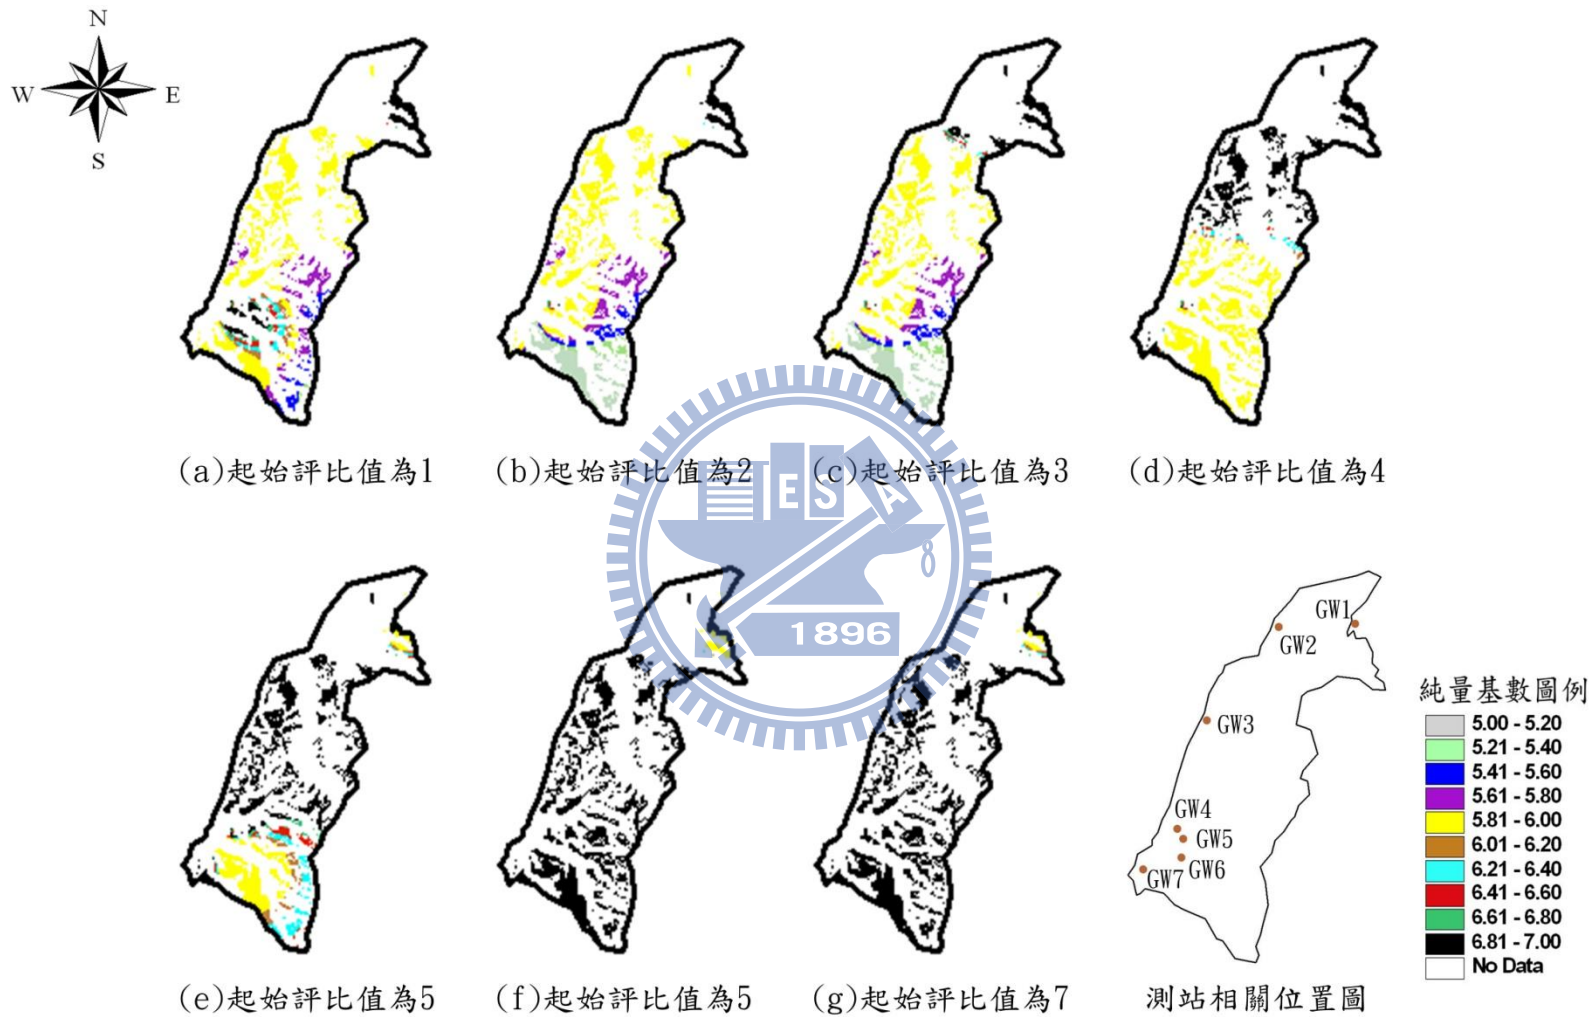 N
W E
S
(a)起始評比值為1
(b)起始評比值為2
(c)起始評比值為3
(d)起始評比值為4
E S A
8
1896
(e)起始評比值為5
(f)起始評比值為5
(g)起始評比值為7
GW1
GW2
GW3
GW4
GW5
GW6
GW7
測站相關位置圖
純量基數圖例
5.00 - 5.20
5.21 - 5.40
5.41 - 5.60
5.61 - 5.80
5.81 - 6.00
6.01 - 6.20
6.21 - 6.40
6.41 - 6.60
6.61 - 6.80
6.81 - 7.00
No Data